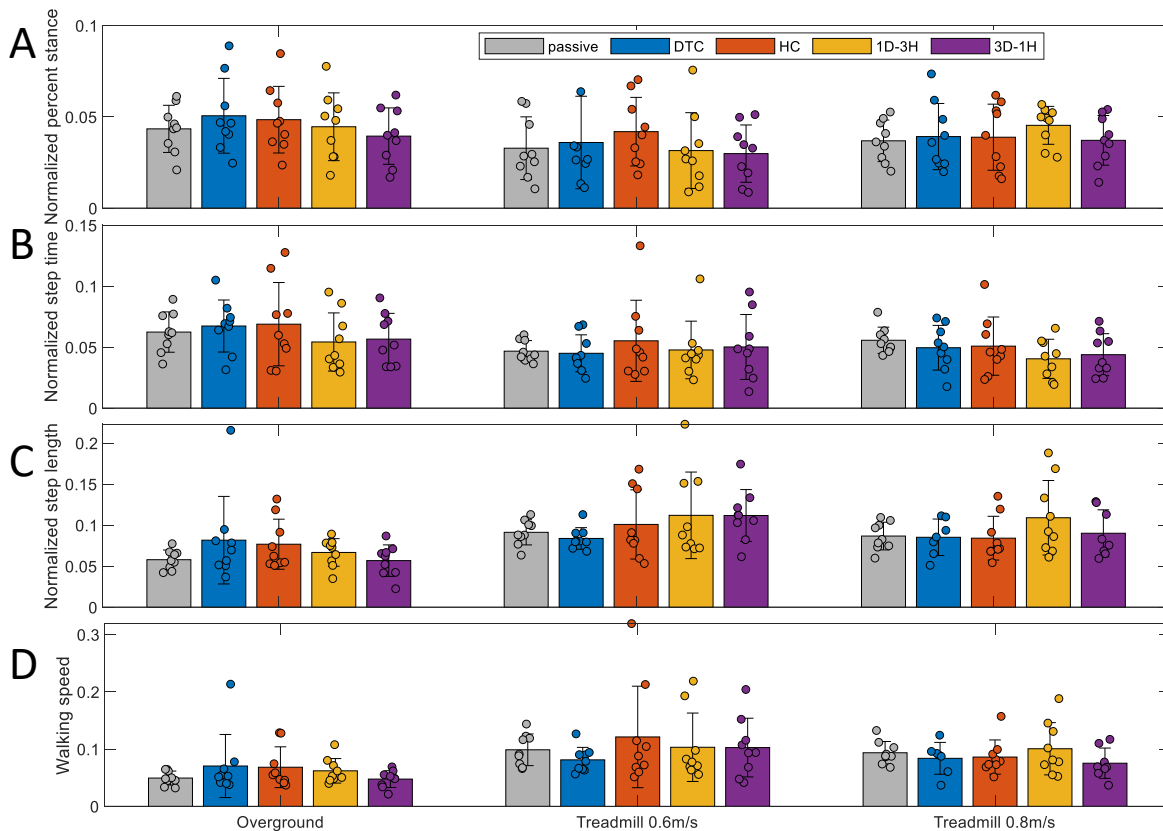 A
Normalized percent stance
0.1
0.05
0
passive DTC HC 1D-3H 3D-1H
B
Normalized step time
0.15
0.1
0.05
0
C
Normalized step length
0.2
0.15
0.1
0.05
0
D
Walking speed
0.3
0.2
0.1
0
Overground Treadmill 0.6m/s Treadmill 0.8m/s